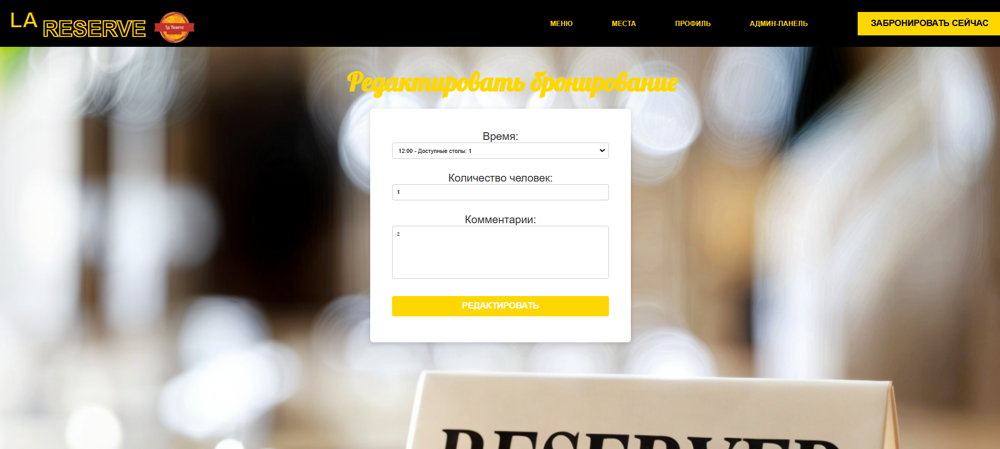 LA RESERVE
La Reserve
МЕНЮ
МЕСТА
ПРОФИЛЬ
АДМИН-ПАНЕЛЬ
ЗАБРОНИРОВАТЬ СЕЙЧАС
Редактировать бронирование
Время:
12:00 - Доступные столы: 1
Количество человек:
1
Комментарии:
z
РЕДАКТИРОВАТЬ
RESERVED